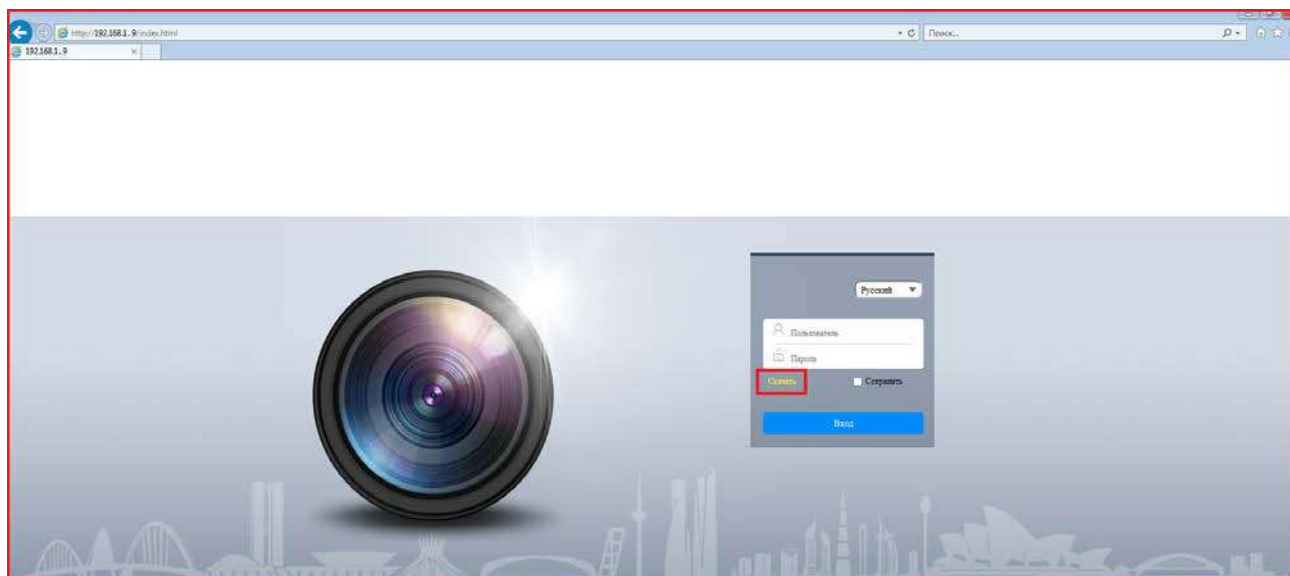 http://192.168.1.9/index.html
Поиск...
192.168.1.9
Русский
Пользователь
Пароль
Скачать
Сохранить
Вход